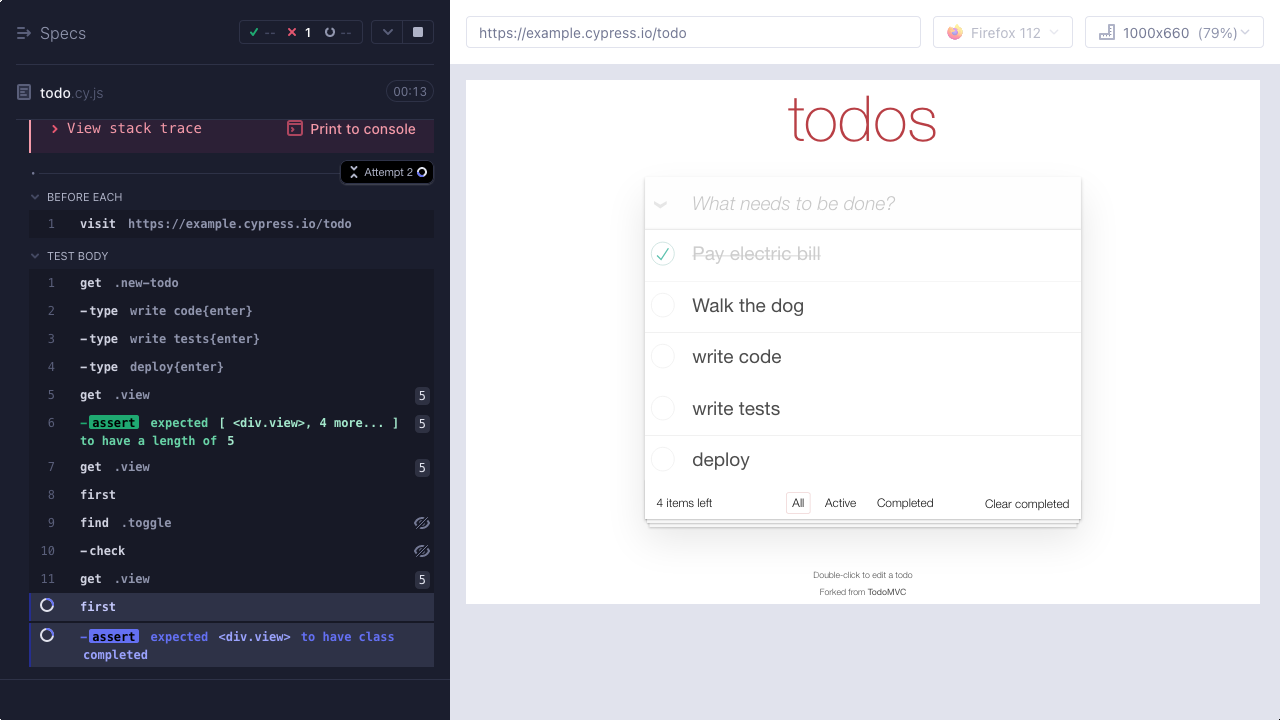 Specs
-- 1 --
todo.cy.js 00:13
View stack trace Print to console
Attempt 2
BEFORE EACH
1 visit https://example.cypress.io/todo
TEST BODY
1 get .new-todo
2 -type write code{enter}
3 -type write tests{enter}
4 -type deploy{enter}
5 get .view 5
6 -assert expected [ <div.view>, 4 more... ] 5
to have a length of 5
7 get .view 5
8 first
9 find .toggle
10 -check
11 get .view 5
first
-assert expected <div.view> to have class
completed
https://example.cypress.io/todo
Firefox 112
1000x660 (79%)
todos
What needs to be done?
Pay electric bill
Walk the dog
write code
write tests
deploy
4 items left All Active Completed Clear completed
Double-click to edit a todo
Forked from TodoMVC